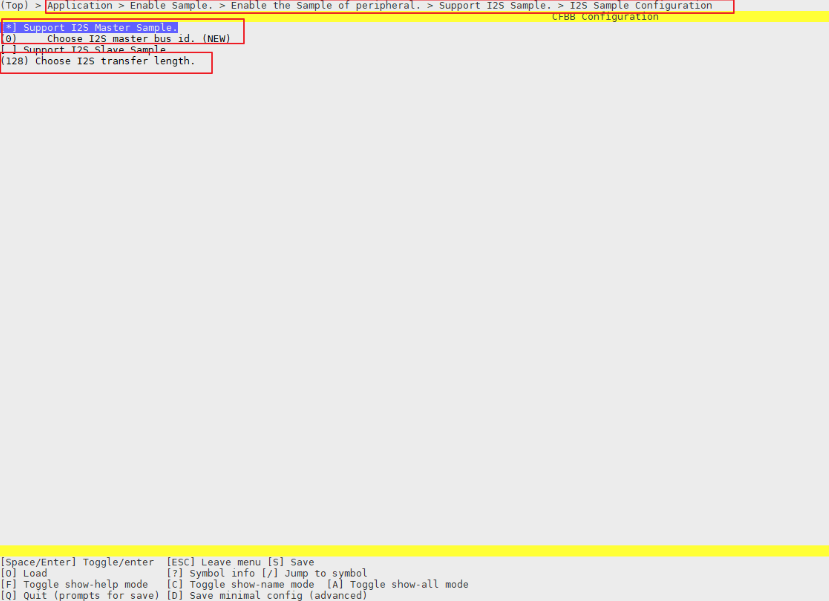 (Top) > Application > Enable Sample. > Enable the Sample of peripheral. > Support I2S Sample. > I2S Sample Configuration
CFBB Configuration
[*] Support I2S Master Sample.
(0)     Choose I2S master bus id. (NEW)
[ ] Support I2S Slave Sample
(128) Choose I2S transfer length.
[Space/Enter] Toggle/enter  [ESC] Leave menu [S] Save
[O] Load                    [?] Symbol info [/] Jump to symbol
[F] Toggle show-help mode   [C] Toggle show-name mode  [A] Toggle show-all mode
[Q] Quit (prompts for save) [D] Save minimal config (advanced)